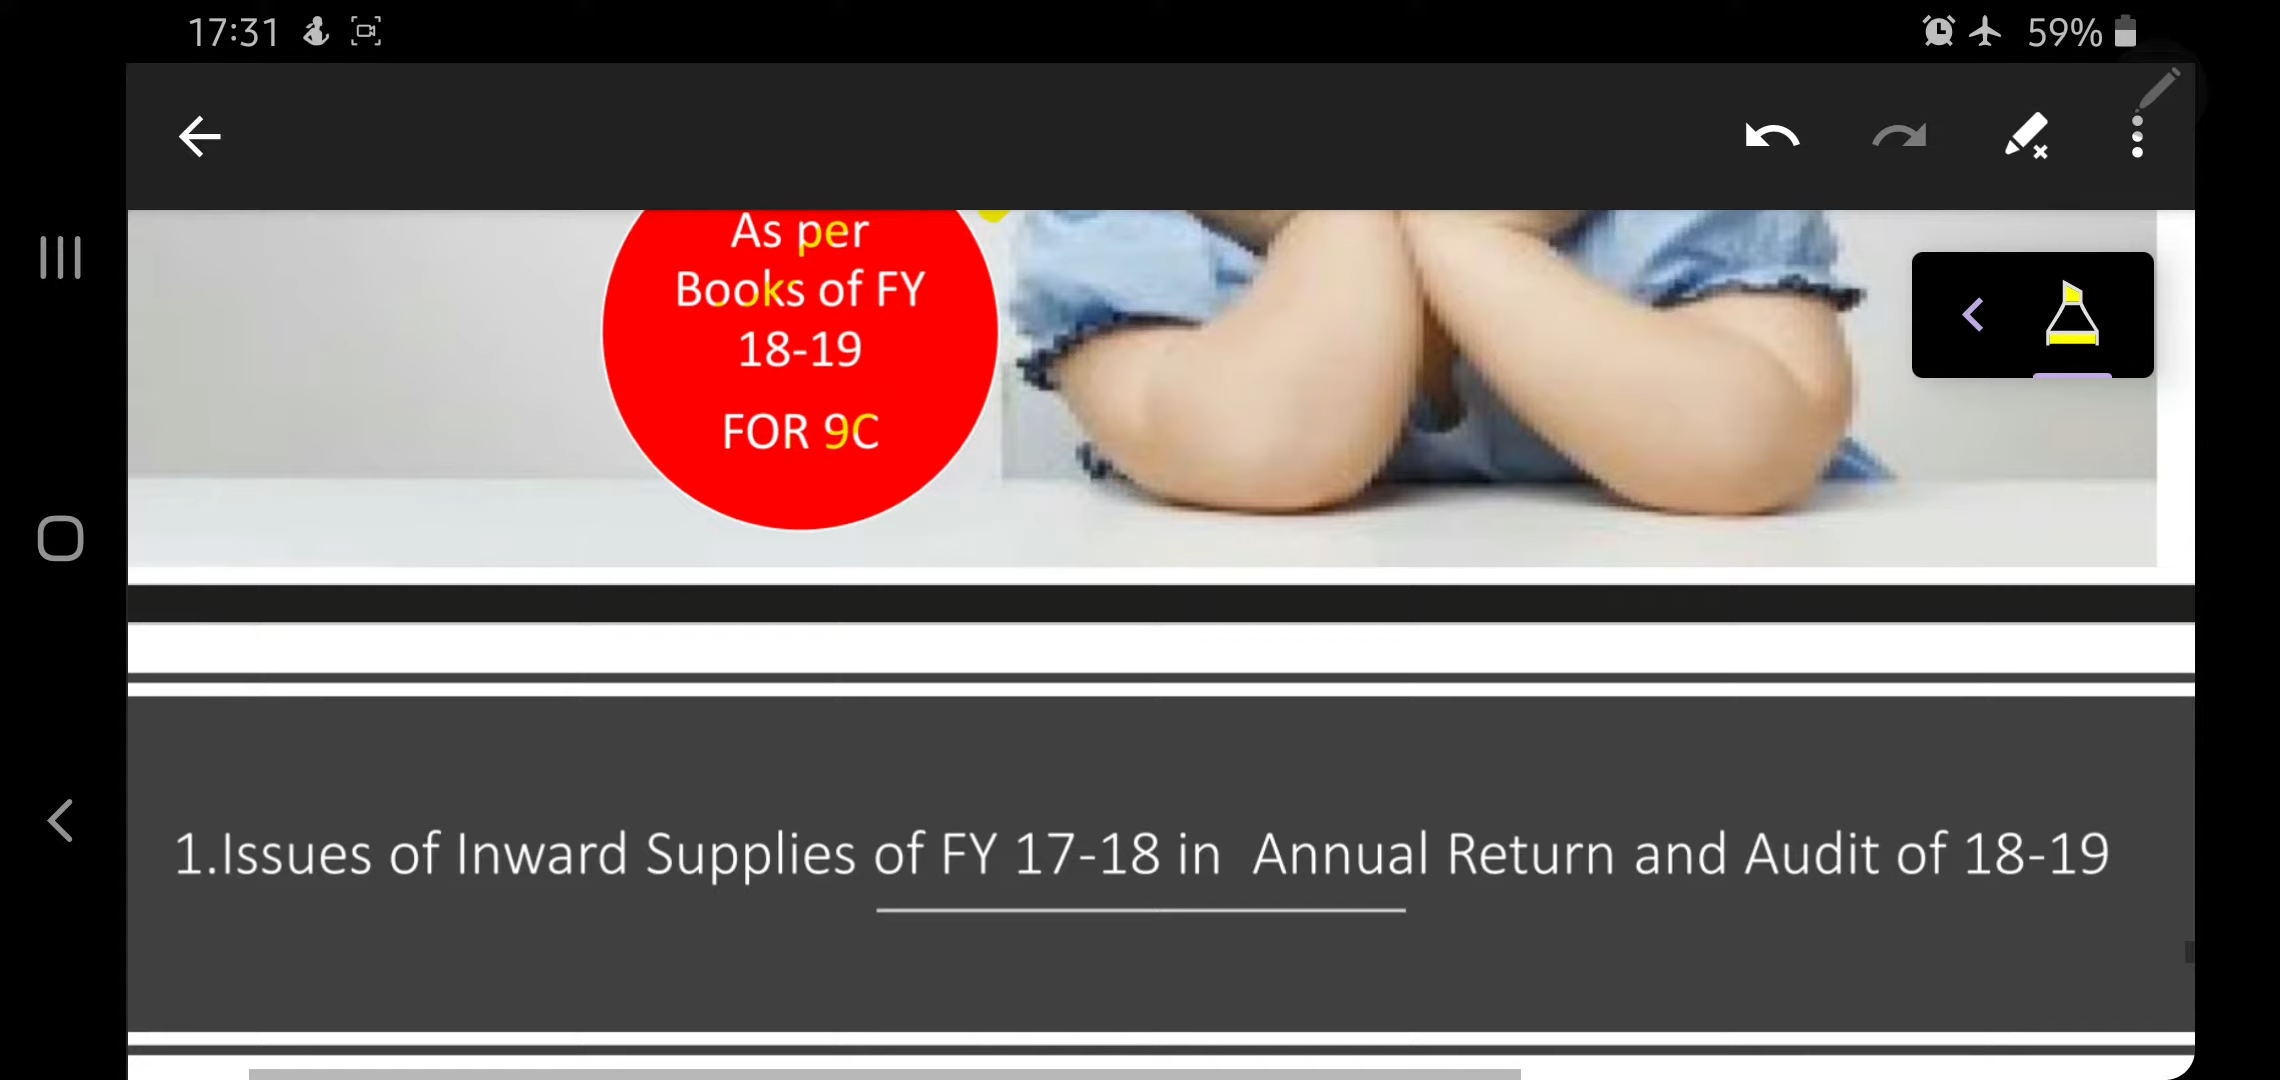 17:31
59%
As per
Books of FY
18-19
FOR 9C
1.Issues of Inward Supplies of FY 17-18 in Annual Return and Audit of 18-19